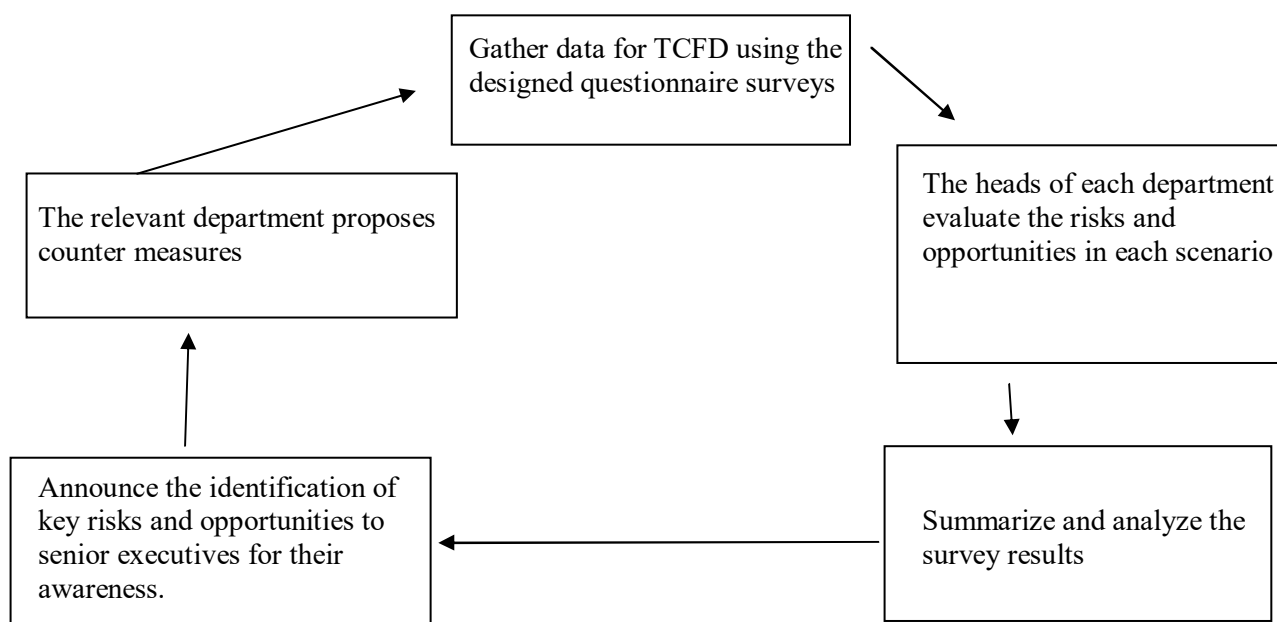 Gather data for TCFD using the
designed questionnaire surveys
The heads of each department
evaluate the risks and
opportunities in each scenario
Summarize and analyze the
survey results
Announce the identification of
key risks and opportunities to
senior executives for their
awareness.
The relevant department proposes
counter measures